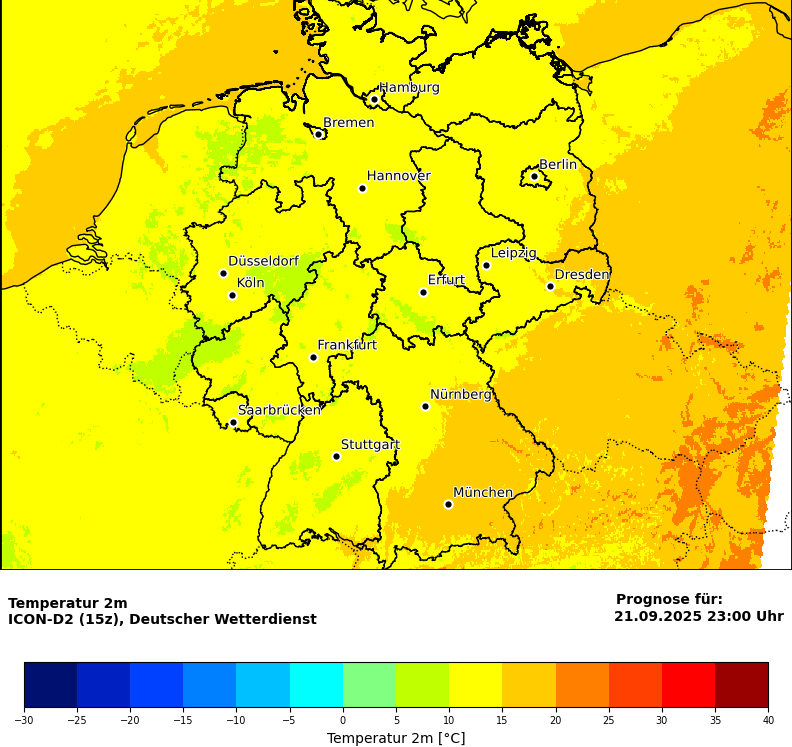 Hamburg
Bremen
Berlin
Hannover
Leipzig
Düsseldorf
Dresden
Köln
Erfurt
Frankfurt
Nürnberg
Saarbrücken
Stuttgart
München
Temperatur 2m
ICON-D2 (15z), Deutscher Wetterdienst
Prognose für:
21.09.2025 23:00 Uhr
−30 −25 −20 −15 −10 −5 0 5 10 15 20 25 30 35 40
Temperatur 2m [°C]